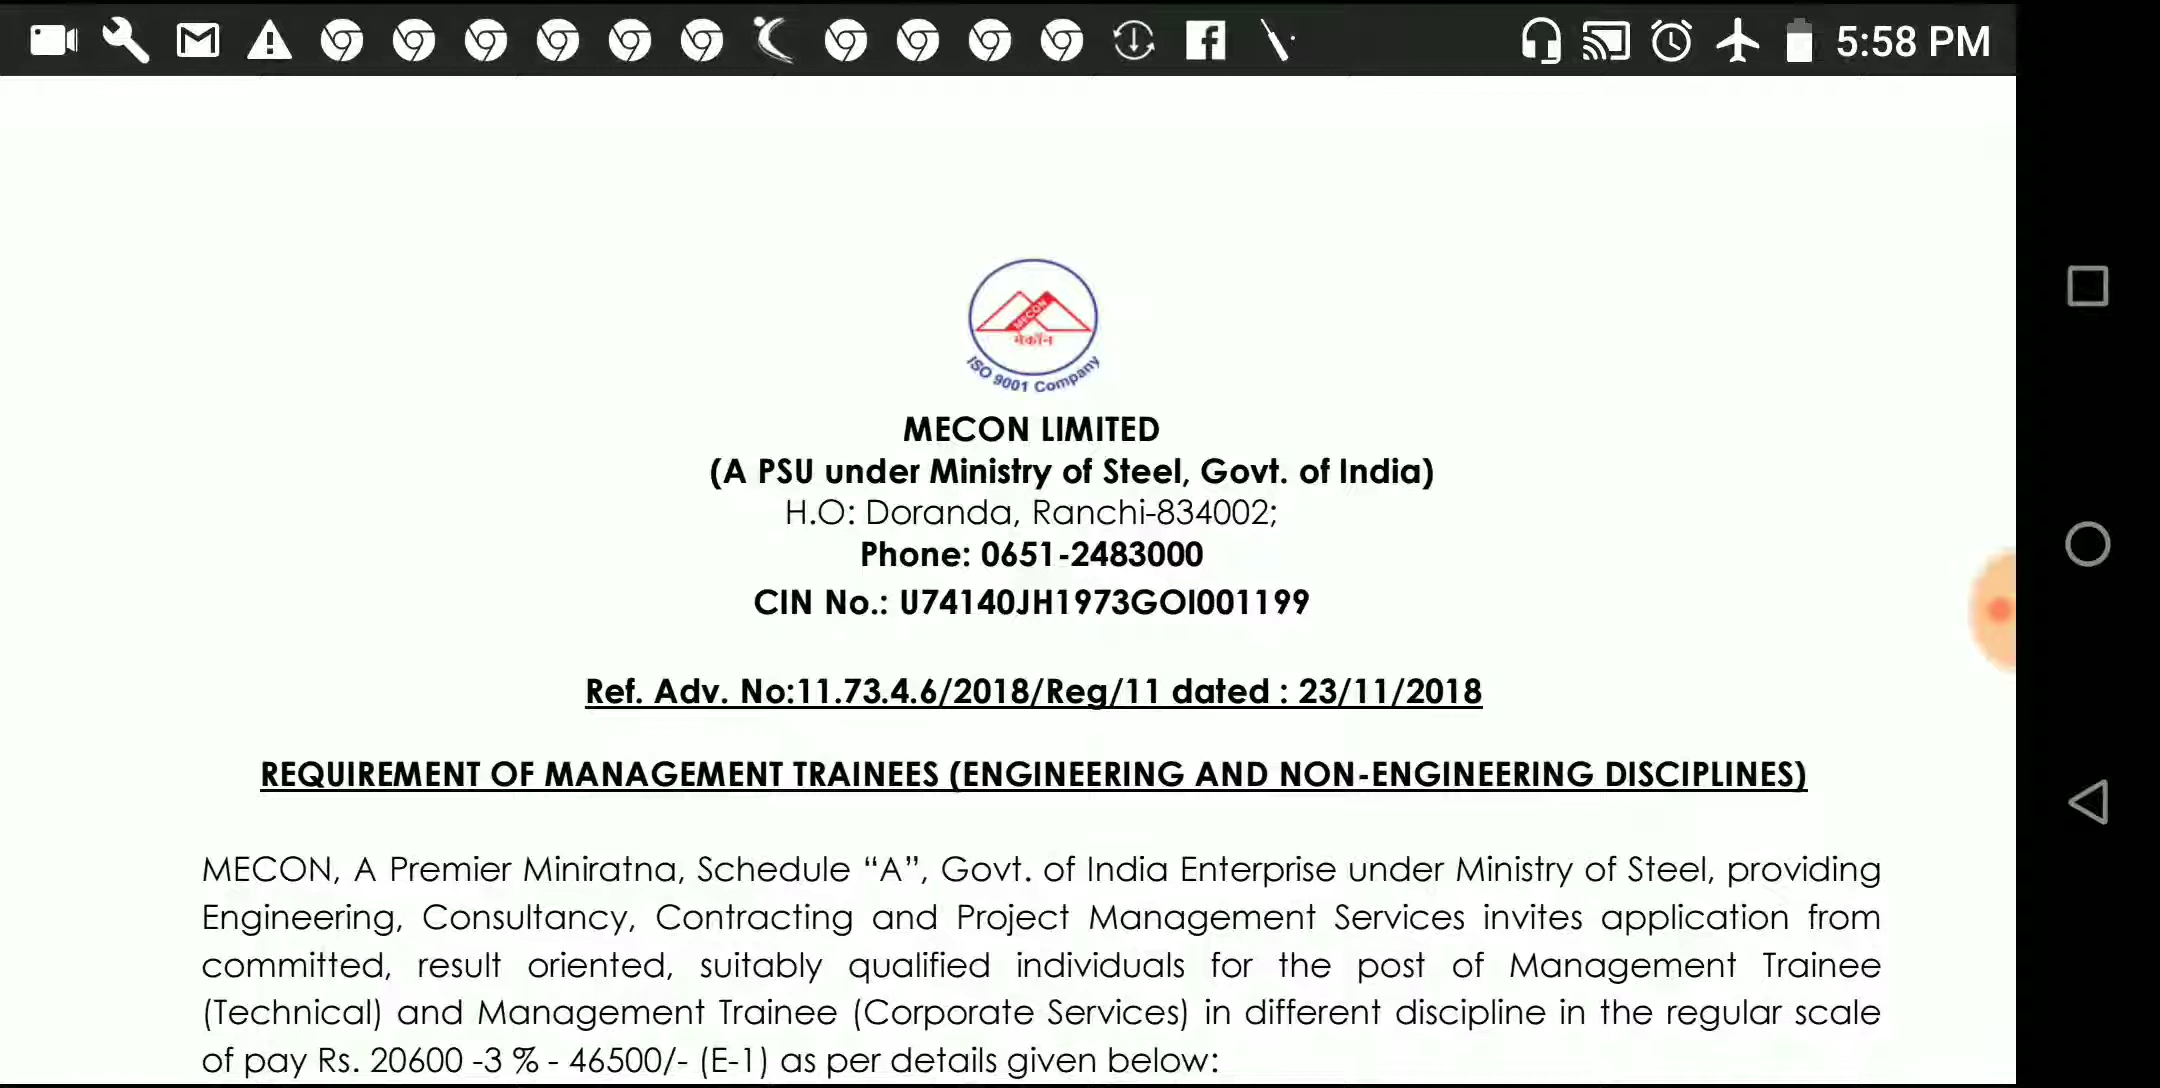 5:58 PM
MECON
मेकॉन
ISO 9001 Company
MECON LIMITED
(A PSU under Ministry of Steel, Govt. of India)
H.O: Doranda, Ranchi-834002;
Phone: 0651-2483000
CIN No.: U74140JH1973GOI001199
Ref. Adv. No:11.73.4.6/2018/Reg/11 dated : 23/11/2018
REQUIREMENT OF MANAGEMENT TRAINEES (ENGINEERING AND NON-ENGINEERING DISCIPLINES)
MECON, A Premier Miniratna, Schedule “A”, Govt. of India Enterprise under Ministry of Steel, providing
Engineering, Consultancy, Contracting and Project Management Services invites application from
committed, result oriented, suitably qualified individuals for the post of Management Trainee
(Technical) and Management Trainee (Corporate Services) in different discipline in the regular scale
of pay Rs. 20600 -3 % - 46500/- (E-1) as per details given below: